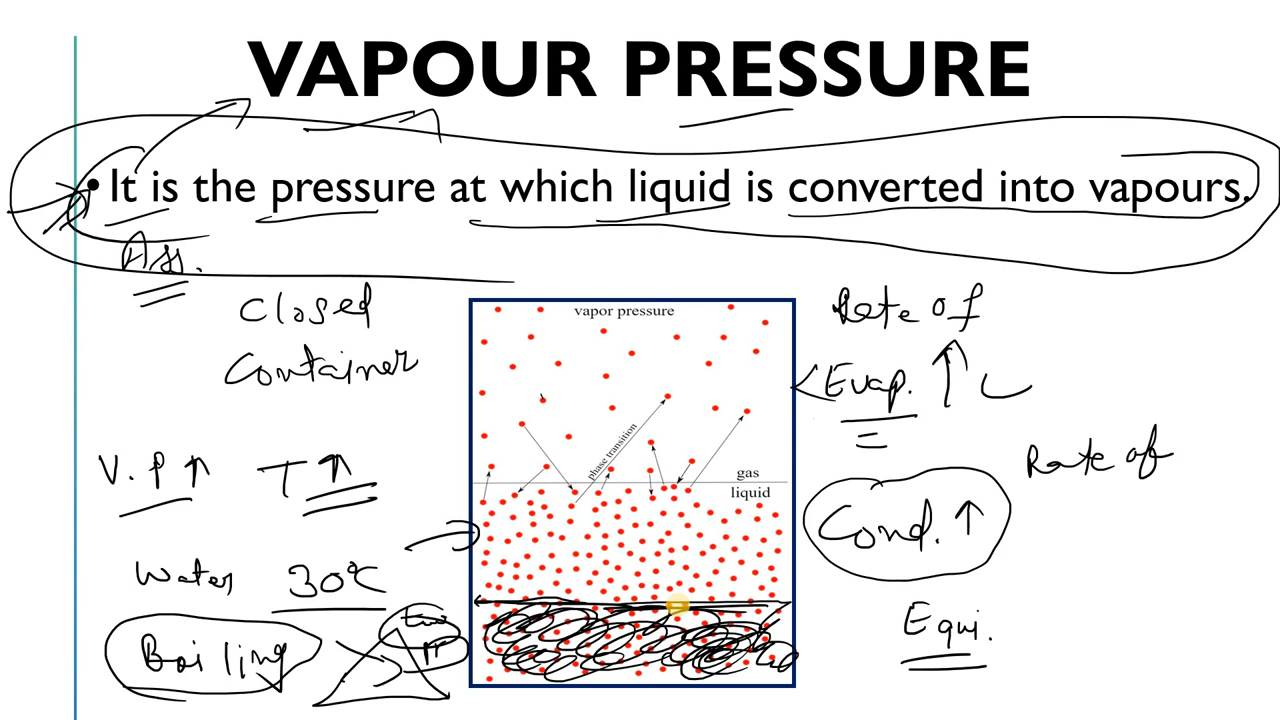 VAPOUR PRESSURE
• It is the pressure at which liquid is converted into vapours.
Ass.
Closed
Container
V.P ↑ T ↑
Water 30°C
Boiling
vapor pressure
phase transition
gas
liquid
Rate of
Evap. ↑
Rate of
Cond. ↑
Equi.